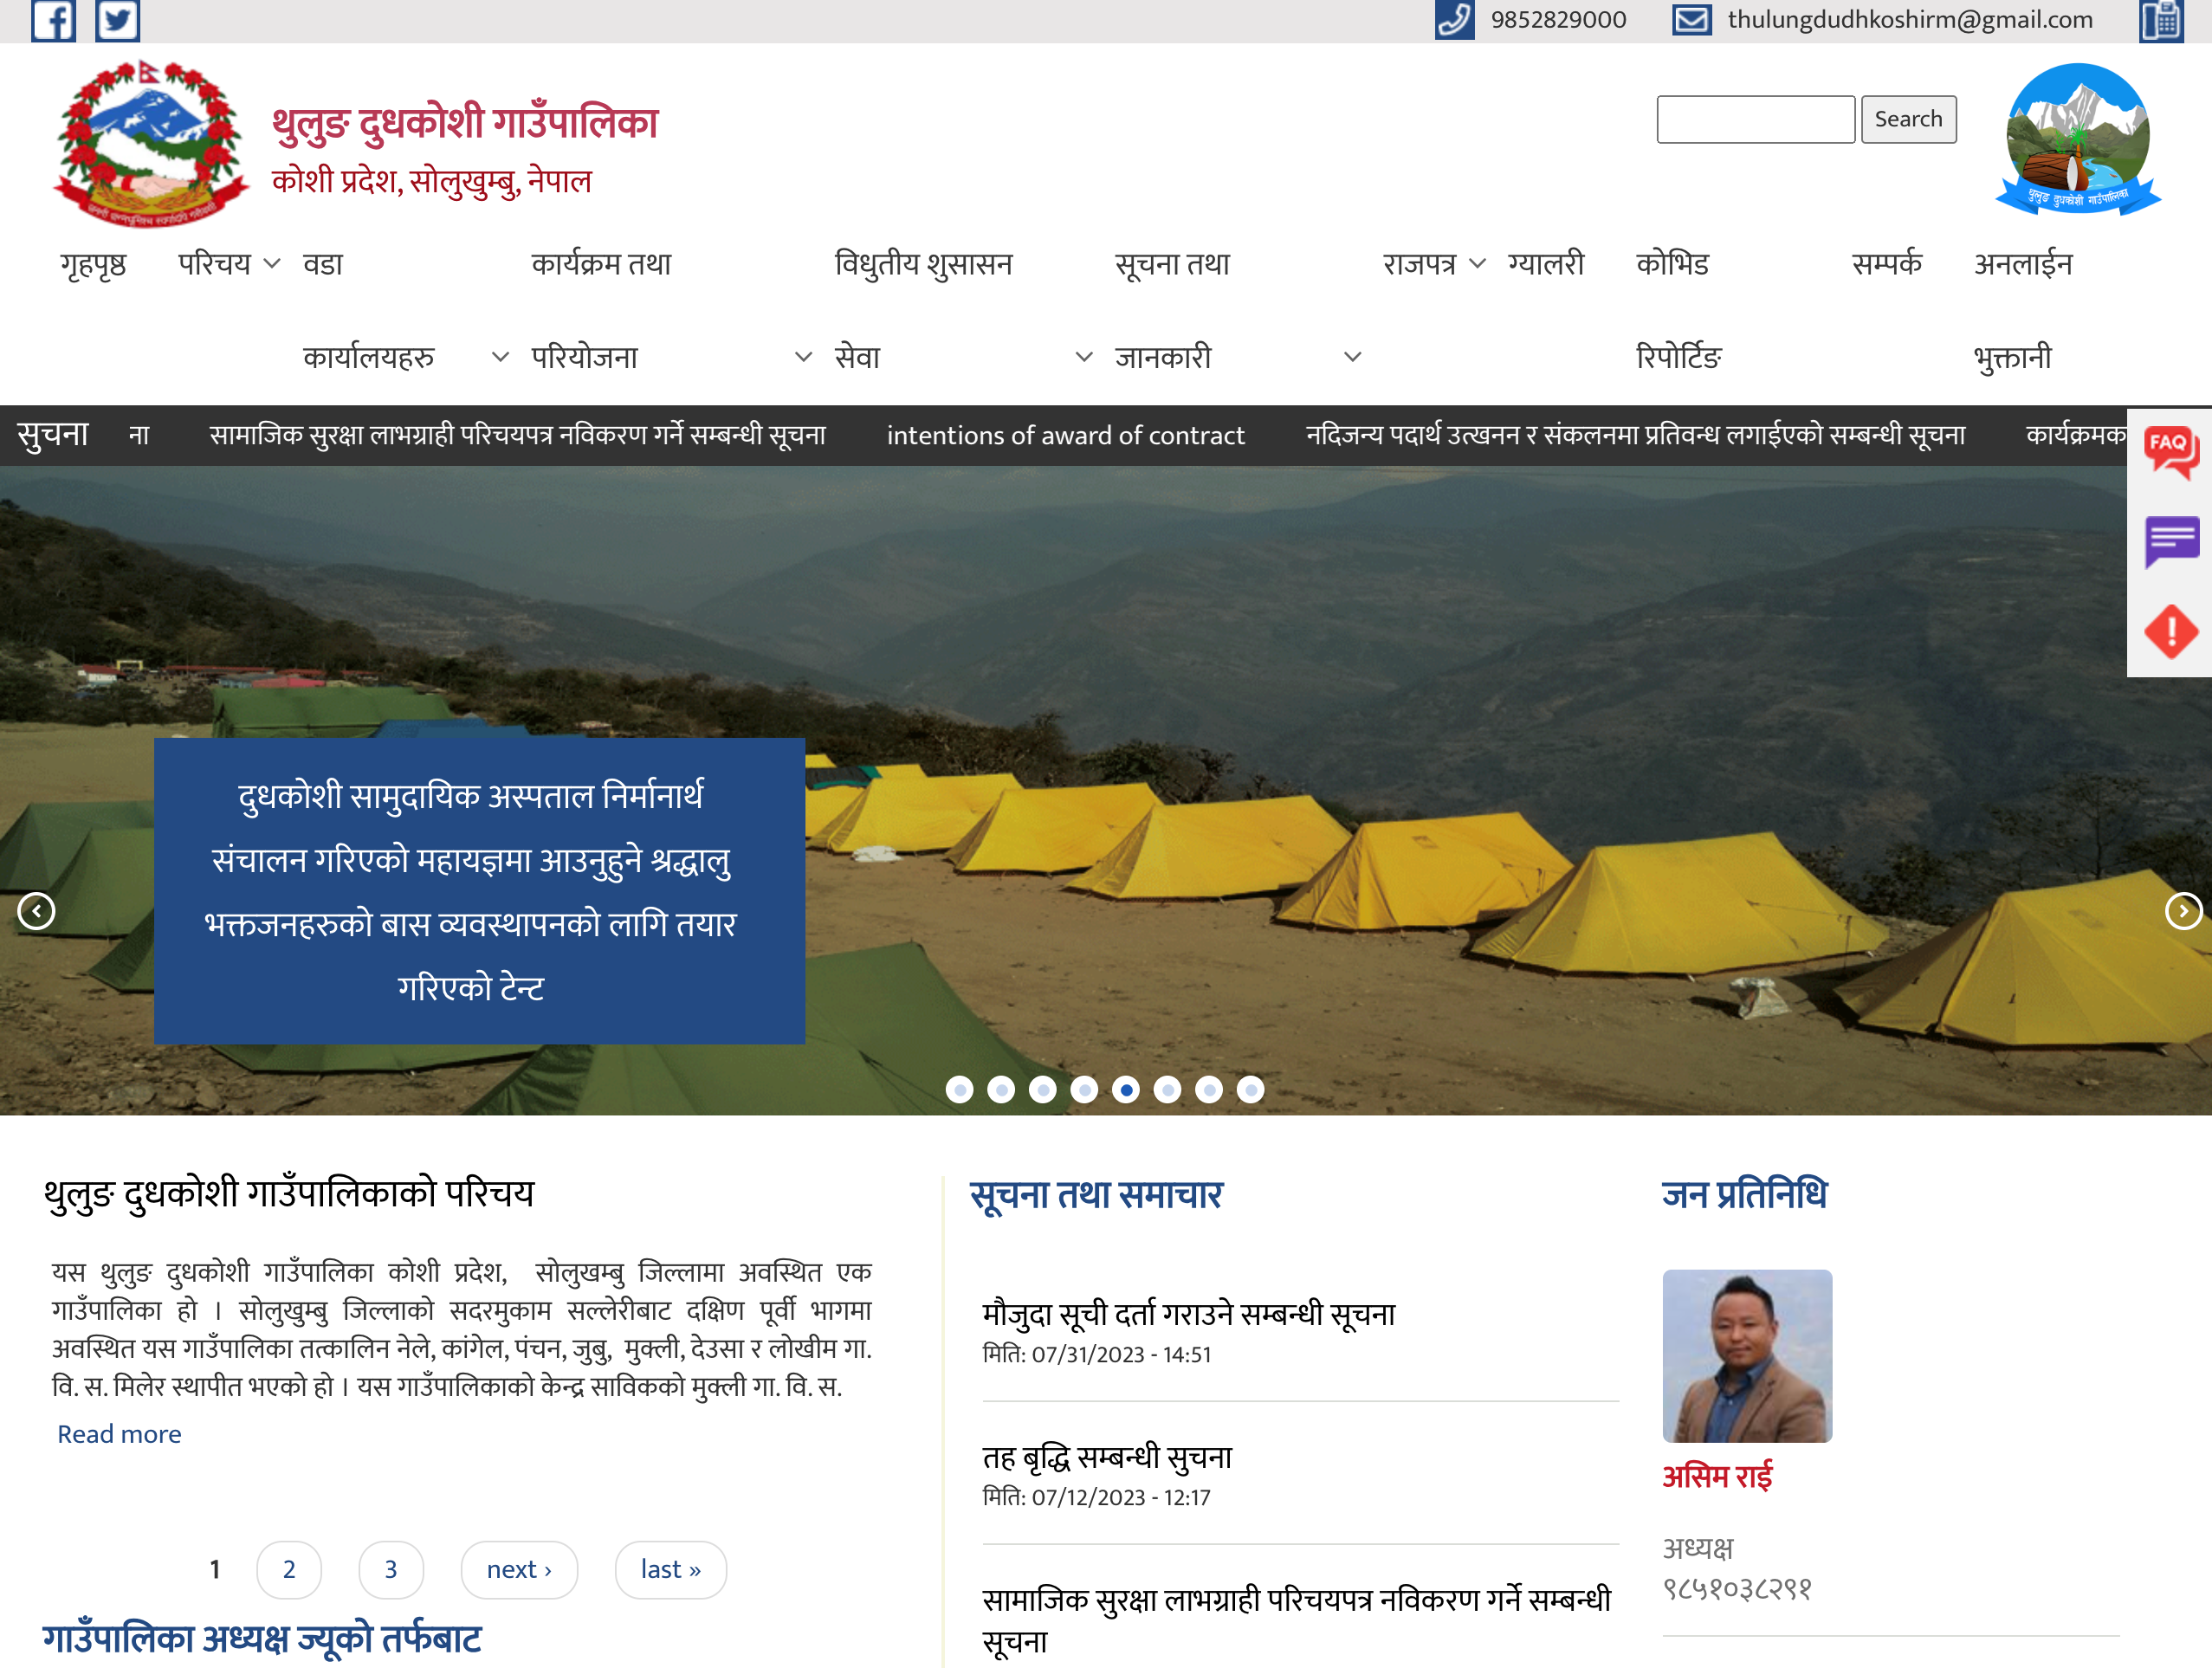 9852829000
thulungdudhkoshirm@gmail.com
थुलुङ दुधकोशी गाउँपालिका
कोशी प्रदेश, सोलुखुम्बु, नेपाल
Search
थुलुङ दुधकोशी गाउँपालिका
गृहपृष्ठ
परिचय
वडा
कार्यालयहरु
कार्यक्रम तथा
परियोजना
विधुतीय शुसासन
सेवा
सूचना तथा
जानकारी
राजपत्र
ग्यालरी
कोभिड
रिपोर्टिङ
सम्पर्क
अनलाईन
भुक्तानी
सुचना ना सामाजिक सुरक्षा लाभग्राही परिचयपत्र नविकरण गर्ने सम्बन्धी सूचना intentions of award of contract नदिजन्य पदार्थ उत्खनन र संकलनमा प्रतिवन्ध लगाईएको सम्बन्धी सूचना कार्यक्रमक
FAQ
दुधकोशी सामुदायिक अस्पताल निर्मानार्थ
संचालन गरिएको महायज्ञमा आउनुहुने श्रद्धालु
भक्तजनहरुको बास व्यवस्थापनको लागि तयार
गरिएको टेन्ट
थुलुङ दुधकोशी गाउँपालिकाको परिचय
यस थुलुङ दुधकोशी गाउँपालिका कोशी प्रदेश, सोलुखम्बु जिल्लामा अवस्थित एक
गाउँपालिका हो । सोलुखुम्बु जिल्लाको सदरमुकाम सल्लेरीबाट दक्षिण पूर्वी भागमा
अवस्थित यस गाउँपालिका तत्कालिन नेले, कांगेल, पंचन, जुबु, मुक्ली, देउसा र लोखीम गा.
वि. स. मिलेर स्थापीत भएको हो । यस गाउँपालिकाको केन्द्र साविकको मुक्ली गा. वि. स.
Read more
1 2 3 next › last »
गाउँपालिका अध्यक्ष ज्यूको तर्फबाट
सूचना तथा समाचार
मौजुदा सूची दर्ता गराउने सम्बन्धी सूचना
मिति: 07/31/2023 - 14:51
तह बृद्धि सम्बन्धी सुचना
मिति: 07/12/2023 - 12:17
सामाजिक सुरक्षा लाभग्राही परिचयपत्र नविकरण गर्ने सम्बन्धी
सूचना
जन प्रतिनिधि
असिम राई
अध्यक्ष
९८५१०३८२९१